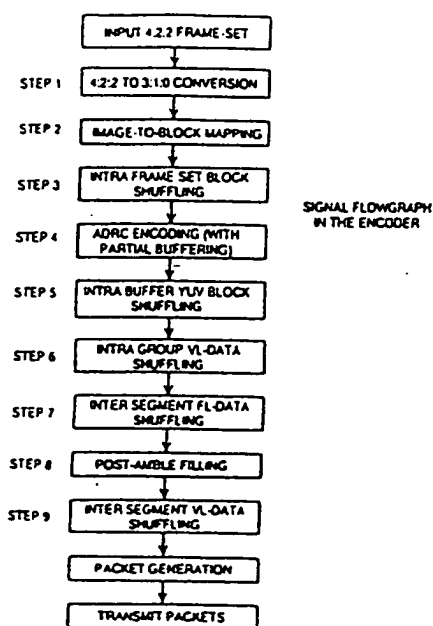 INPUT 4.2.2 FRAME-SET
STEP 1
4:2:2 TO 3:1:0 CONVERSION
STEP 2
IMAGE-TO-BLOCK MAPPING
STEP 3
INTRA FRAME SET BLOCK
SHUFFLING
SIGNAL FLOWGRAPH
IN THE ENCODER
STEP 4
ADRC ENCODING (WITH
PARTIAL BUFFERING)
STEP 5
INTRA BUFFER YUV BLOCK
SHUFFLING
STEP 6
INTRA GROUP VL-DATA
SHUFFLING
STEP 7
INTER SEGMENT FL-DATA
SHUFFLING
STEP 8
POST-AMBLE FILLING
STEP 9
INTER SEGMENT VL-DATA
SHUFFLING
PACKET GENERATION
TRANSMIT PACKETS